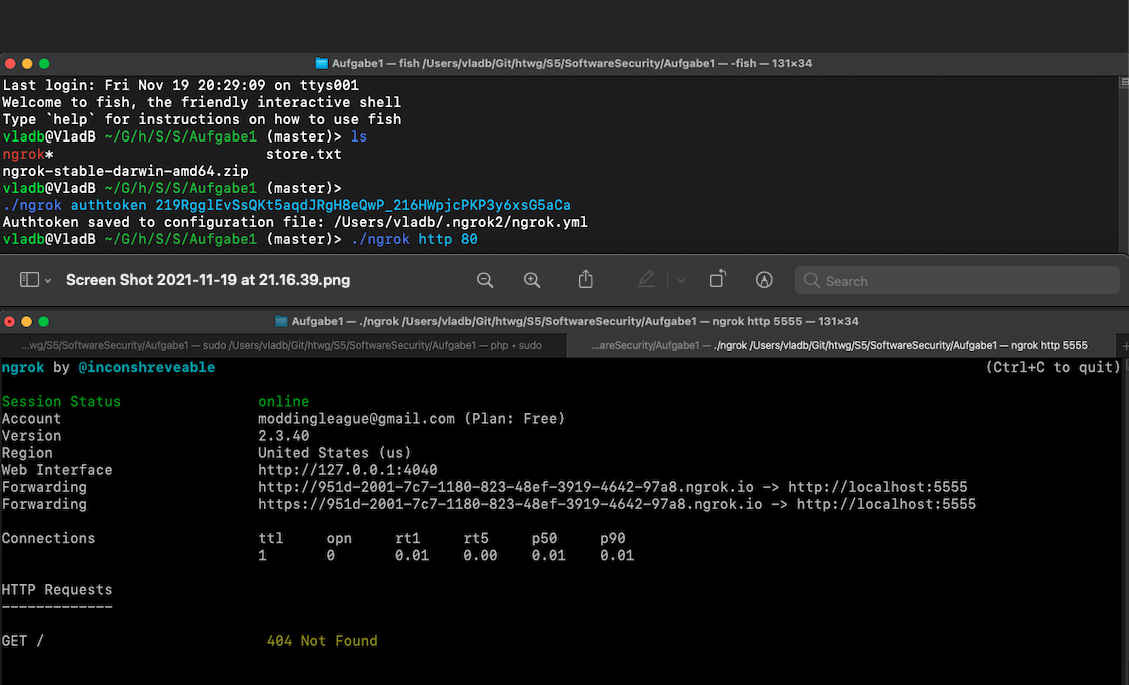 Aufgabe1 — fish /Users/vladb/Git/htwg/S5/SoftwareSecurity/Aufgabe1 — -fish — 131×34
Last login: Fri Nov 19 20:29:09 on ttys001
Welcome to fish, the friendly interactive shell
Type `help` for instructions on how to use fish
vladb@VladB ~/G/h/S/S/Aufgabe1 (master)> ls
ngrok* store.txt
ngrok-stable-darwin-amd64.zip
vladb@VladB ~/G/h/S/S/Aufgabe1 (master)>
./ngrok authtoken 219RgglEvSsQKt5aqdJRgH8eQwP_216HWpjcPKP3y6xsG5aCa
Authtoken saved to configuration file: /Users/vladb/.ngrok2/ngrok.yml
vladb@VladB ~/G/h/S/S/Aufgabe1 (master)> ./ngrok http 80
Screen Shot 2021-11-19 at 21.16.39.png Search
Aufgabe1 — ./ngrok /Users/vladb/Git/htwg/S5/SoftwareSecurity/Aufgabe1 — ngrok http 5555 — 131×34
...wg/S5/SoftwareSecurity/Aufgabe1 — sudo /Users/vladb/Git/htwg/S5/SoftwareSecurity/Aufgabe1 — php ◂ sudo ...areSecurity/Aufgabe1 — ./ngrok /Users/vladb/Git/htwg/S5/SoftwareSecurity/Aufgabe1 — ngrok http 5555
ngrok by @inconshreveable (Ctrl+C to quit)
Session Status online
Account moddingleague@gmail.com (Plan: Free)
Version 2.3.40
Region United States (us)
Web Interface http://127.0.0.1:4040
Forwarding http://951d-2001-7c7-1180-823-48ef-3919-4642-97a8.ngrok.io -> http://localhost:5555
Forwarding https://951d-2001-7c7-1180-823-48ef-3919-4642-97a8.ngrok.io -> http://localhost:5555
Connections ttl opn rt1 rt5 p50 p90
1 0 0.01 0.00 0.01 0.01
HTTP Requests
-------------
GET / 404 Not Found